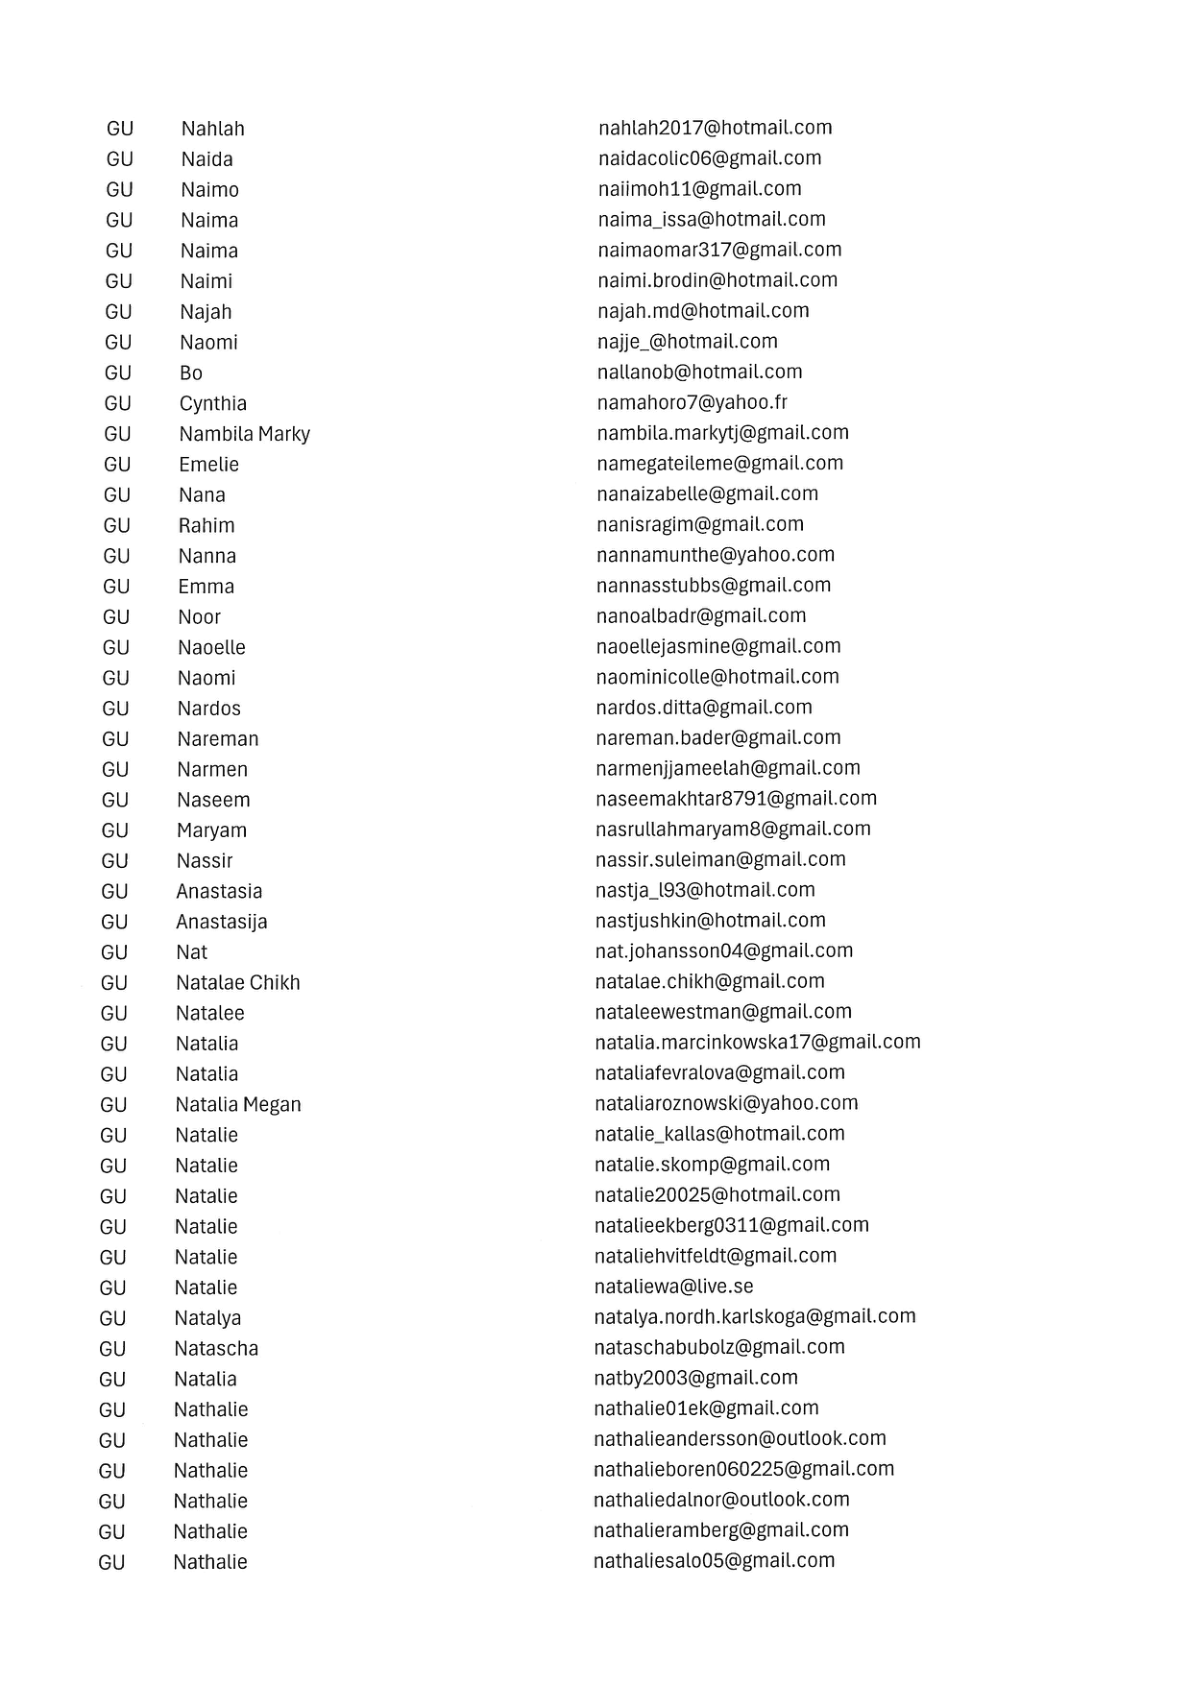 GU Nahlah nahlah2017@hotmail.com
GU Naida naidacolic06@gmail.com
GU Naimo naiimoh11@gmail.com
GU Naima naima_issa@hotmail.com
GU Naima naimaomar317@gmail.com
GU Naimi naimi.brodin@hotmail.com
GU Najah najah.md@hotmail.com
GU Naomi najje_@hotmail.com
GU Bo nallanob@hotmail.com
GU Cynthia namahoro7@yahoo.fr
GU Nambila Marky nambila.markytj@gmail.com
GU Emelie namegateileme@gmail.com
GU Nana nanaizabelle@gmail.com
GU Rahim nanisragim@gmail.com
GU Nanna nannamunthe@yahoo.com
GU Emma nannasstubbs@gmail.com
GU Noor nanoalbadr@gmail.com
GU Naoelle naoellejasmine@gmail.com
GU Naomi naominicolle@hotmail.com
GU Nardos nardos.ditta@gmail.com
GU Nareman nareman.bader@gmail.com
GU Narmen narmenjjameelah@gmail.com
GU Naseem naseemakhtar8791@gmail.com
GU Maryam nasrullahmaryam8@gmail.com
GU Nassir nassir.suleiman@gmail.com
GU Anastasia nastja_l93@hotmail.com
GU Anastasija nastjushkin@hotmail.com
GU Nat nat.johansson04@gmail.com
GU Natalae Chikh natalae.chikh@gmail.com
GU Natalee nataleewestman@gmail.com
GU Natalia natalia.marcinkowska17@gmail.com
GU Natalia nataliafevralova@gmail.com
GU Natalia Megan nataliaroznowski@yahoo.com
GU Natalie natalie_kallas@hotmail.com
GU Natalie natalie.skomp@gmail.com
GU Natalie natalie20025@hotmail.com
GU Natalie natalieekberg0311@gmail.com
GU Natalie nataliehvitfeldt@gmail.com
GU Natalie nataliewa@live.se
GU Natalya natalya.nordh.karlskoga@gmail.com
GU Natascha nataschabubolz@gmail.com
GU Natalia natby2003@gmail.com
GU Nathalie nathalie01ek@gmail.com
GU Nathalie nathalieandersson@outlook.com
GU Nathalie nathalieboren060225@gmail.com
GU Nathalie nathaliedalnor@outlook.com
GU Nathalie nathalieramberg@gmail.com
GU Nathalie nathaliesalo05@gmail.com